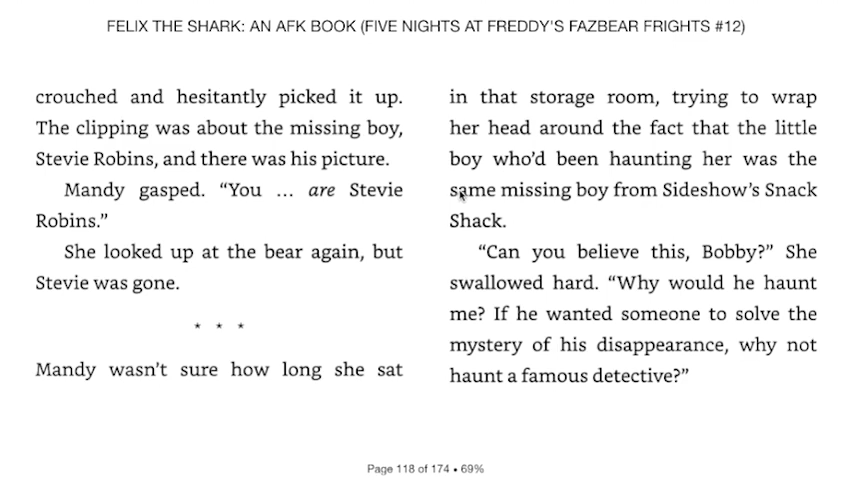 FELIX THE SHARK: AN AFK BOOK (FIVE NIGHTS AT FREDDY'S FAZBEAR FRIGHTS #12)
crouched and hesitantly picked it up.
The clipping was about the missing boy,
Stevie Robins, and there was his picture.
Mandy gasped. “You ... are Stevie
Robins.”
She looked up at the bear again, but
Stevie was gone.
* * *
Mandy wasn’t sure how long she sat
in that storage room, trying to wrap
her head around the fact that the little
boy who’d been haunting her was the
same missing boy from Sideshow’s Snack
Shack.
“Can you believe this, Bobby?” She
swallowed hard. “Why would he haunt
me? If he wanted someone to solve the
mystery of his disappearance, why not
haunt a famous detective?”
Page 118 of 174 • 69%